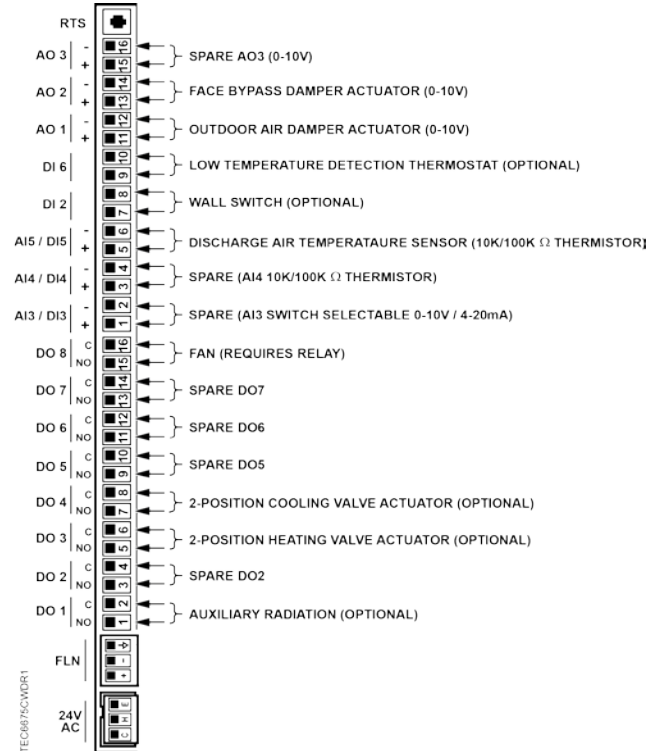 RTS
AO 3 - 16 SPARE AO3 (0-10V)
+ 15
AO 2 - 14 FACE BYPASS DAMPER ACTUATOR (0-10V)
+ 13
AO 1 - 12 OUTDOOR AIR DAMPER ACTUATOR (0-10V)
+ 11
DI 6 10 LOW TEMPERATURE DETECTION THERMOSTAT (OPTIONAL)
9
DI 2 8 WALL SWITCH (OPTIONAL)
7
AI5 / DI5 - 6 DISCHARGE AIR TEMPERATAURE SENSOR (10K/100K Ω THERMISTOR)
+ 5
AI4 / DI4 - 4 SPARE (AI4 10K/100K Ω THERMISTOR)
+ 3
AI3 / DI3 - 2 SPARE (AI3 SWITCH SELECTABLE 0-10V / 4-20mA)
+ 1
DO 8 C 16 FAN (REQUIRES RELAY)
NO 15
DO 7 C 14 SPARE DO7
NO 13
DO 6 C 12 SPARE DO6
NO 11
DO 5 C 10 SPARE DO5
NO 9
DO 4 C 8 2-POSITION COOLING VALVE ACTUATOR (OPTIONAL)
NO 7
DO 3 C 6 2-POSITION HEATING VALVE ACTUATOR (OPTIONAL)
NO 5
DO 2 C 4 SPARE DO2
NO 3
DO 1 C 2 AUXILIARY RADIATION (OPTIONAL)
NO 1
FLN -
+
24V
AC
E
H
C
TEC6675CWDR1